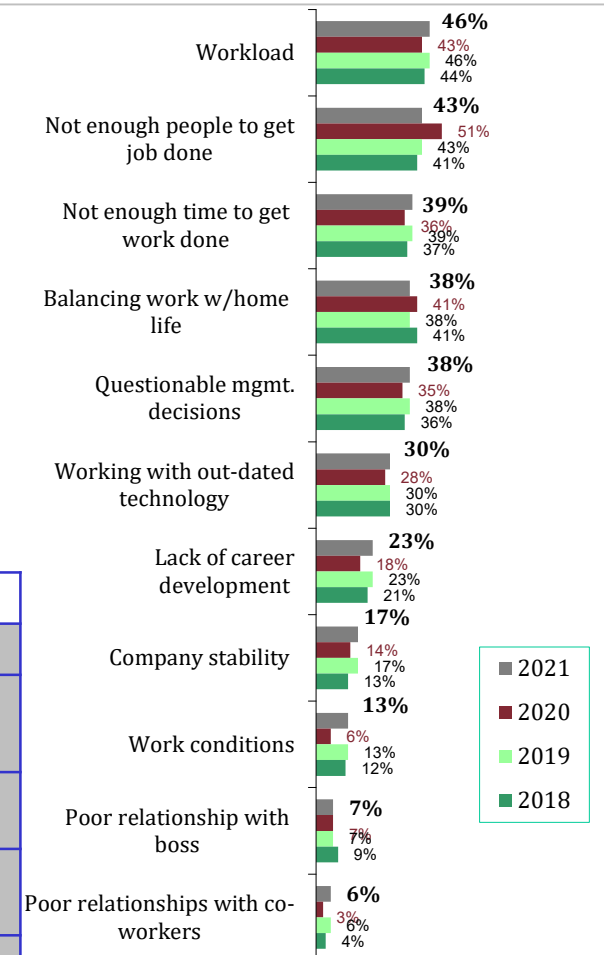 Workload
46%
43%
46%
44%
Not enough people to get
job done
43%
51%
43%
41%
Not enough time to get
work done
39%
36%
39%
37%
Balancing work w/home
life
38%
41%
38%
41%
Questionable mgmt.
decisions
38%
35%
38%
36%
Working with out-dated
technology
30%
28%
30%
30%
Lack of career
development
23%
18%
23%
21%
Company stability
17%
14%
17%
13%
Work conditions
13%
6%
13%
12%
Poor relationship with
boss
7%
7%
7%
9%
Poor relationships with co-
workers
6%
3%
6%
4%
2021
2020
2019
2018